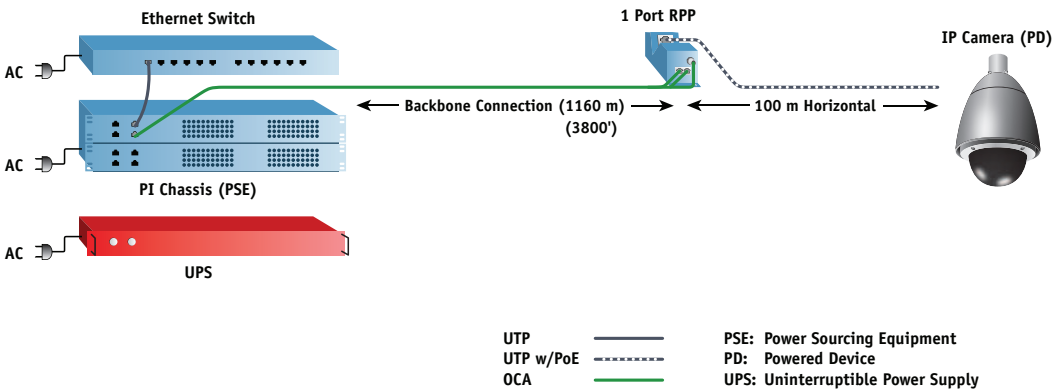 Ethernet Switch
1 Port RPP
IP Camera (PD)
AC
Backbone Connection (1160 m)
(3800')
100 m Horizontal
AC
PI Chassis (PSE)
AC
UPS
UTP
PSE: Power Sourcing Equipment
UTP w/PoE
PD: Powered Device
OCA
UPS: Uninterruptible Power Supply